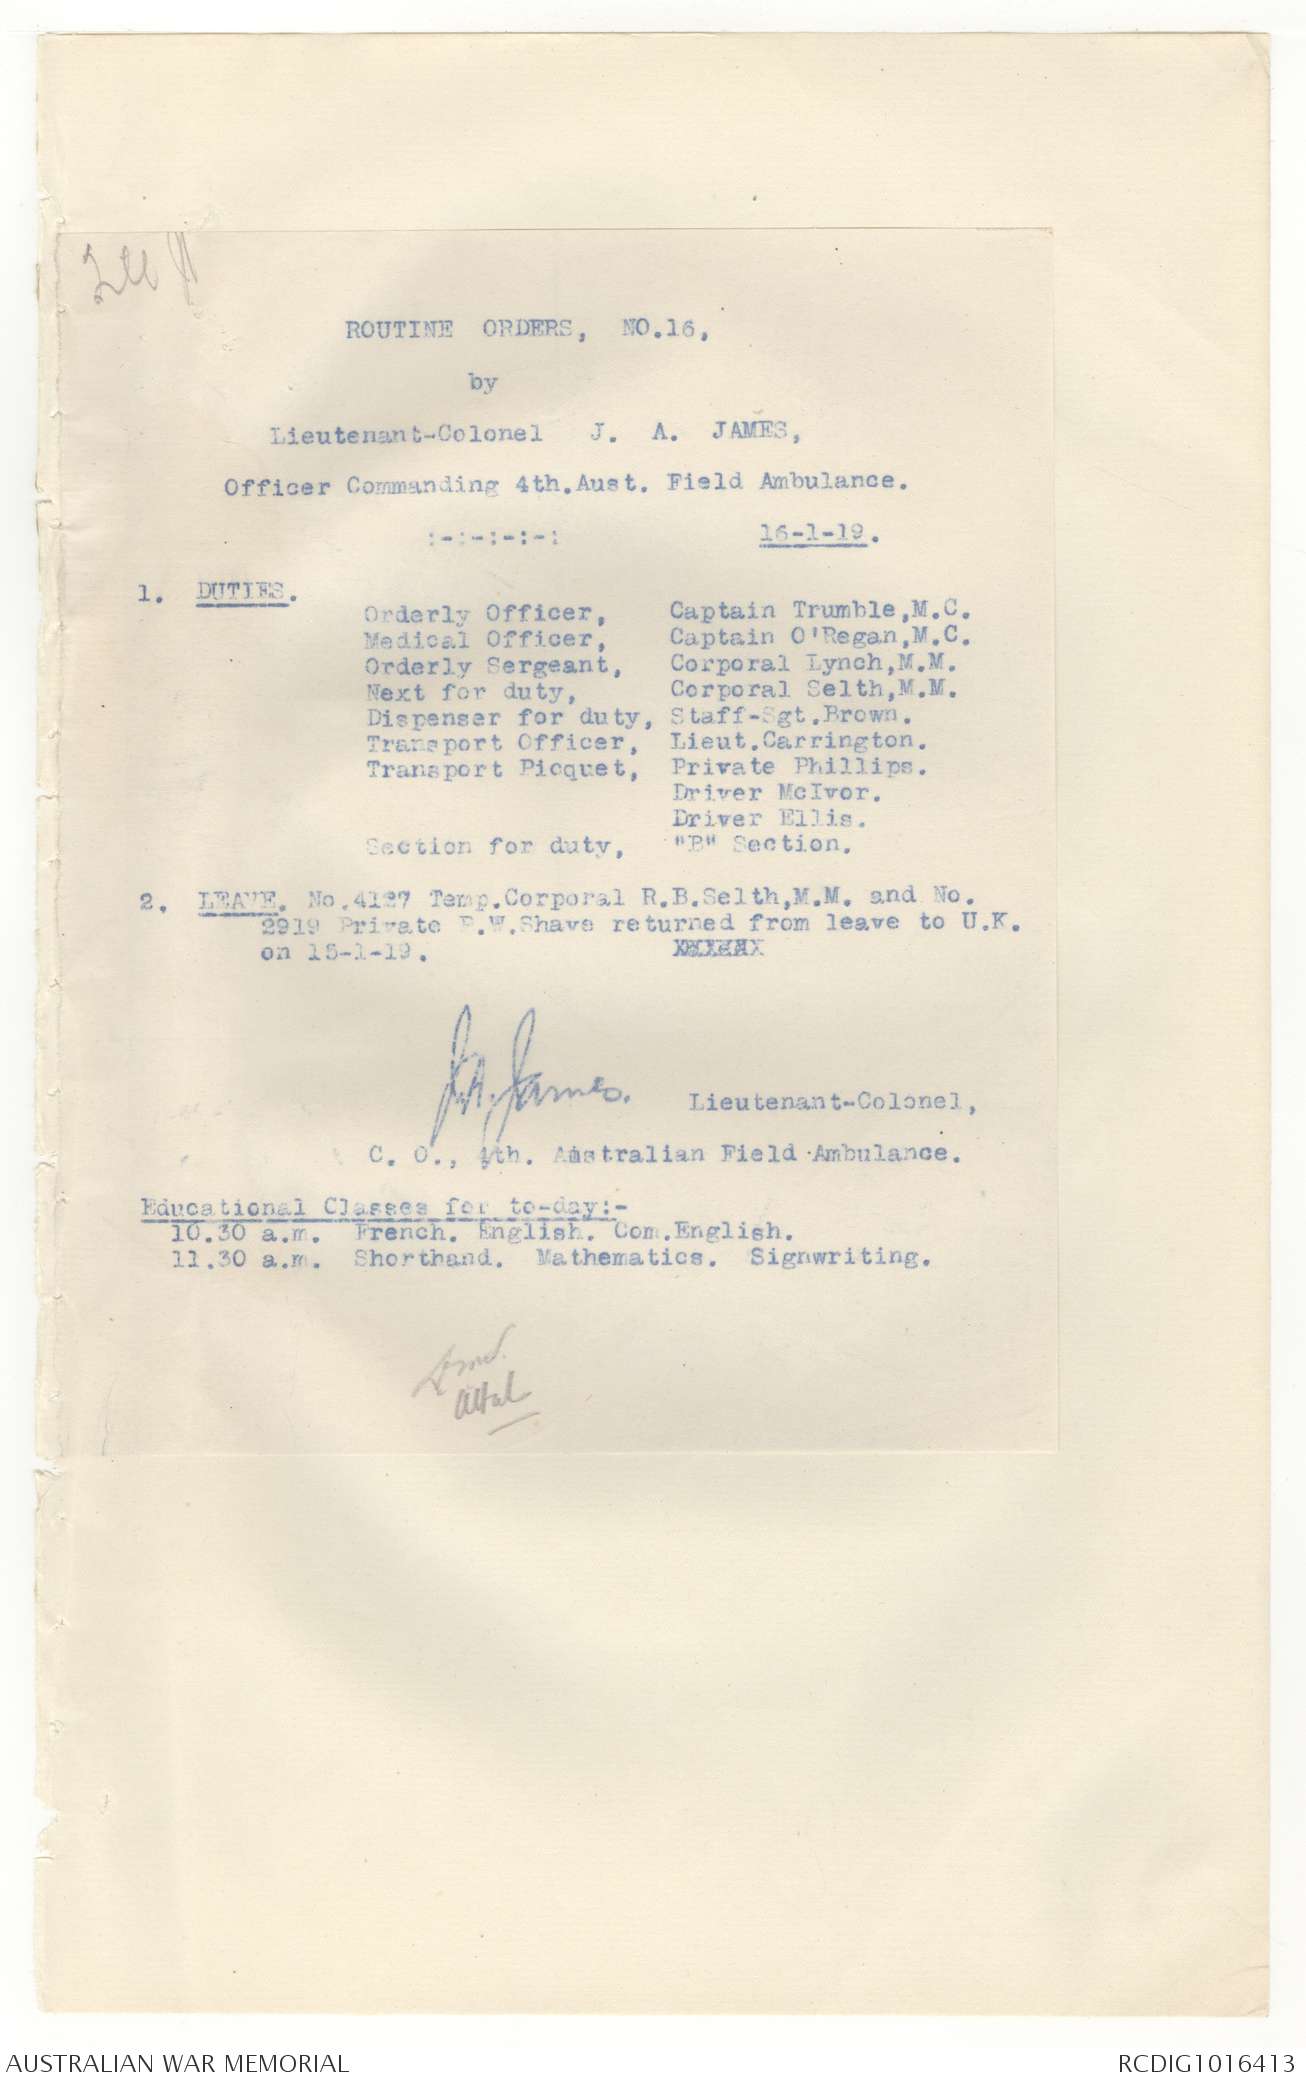 ROUTINE ORDERS, NO.16,
by
Lieutenant-Colonel J. A. JAMES,
Officer Commanding 4th.Aust. Field Ambulance.
:-:-:-:-: 16-1-19.
1. DUTIES.
Orderly Officer, Captain Trumble,M.C.
Medical Officer, Captain O'Regan,M.C.
Orderly Sergeant, Corporal Lynch,M.M.
Next for duty, Corporal Selth,M.M.
Dispenser for duty, Staff-Sgt.Brown.
Transport Officer, Lieut.Carrington.
Transport Picquet, Private Phillips.
Driver McIvor.
Driver Ellis.
Section for duty, "B" Section.
2. LEAVE. No.4127 Temp.Corporal R.B.Selth,M.M. and No.
2919 Private P.W.Shave returned from leave to U.K.
on 15-1-19.
J.A. James. Lieutenant-Colonel,
C. O., 4th. Australian Field Ambulance.
Educational Classes for to-day:-
10.30 a.m. French. English. Com.English.
11.30 a.m. Shorthand. Mathematics. Signwriting.
AUSTRALIAN WAR MEMORIAL RCDIG1016413